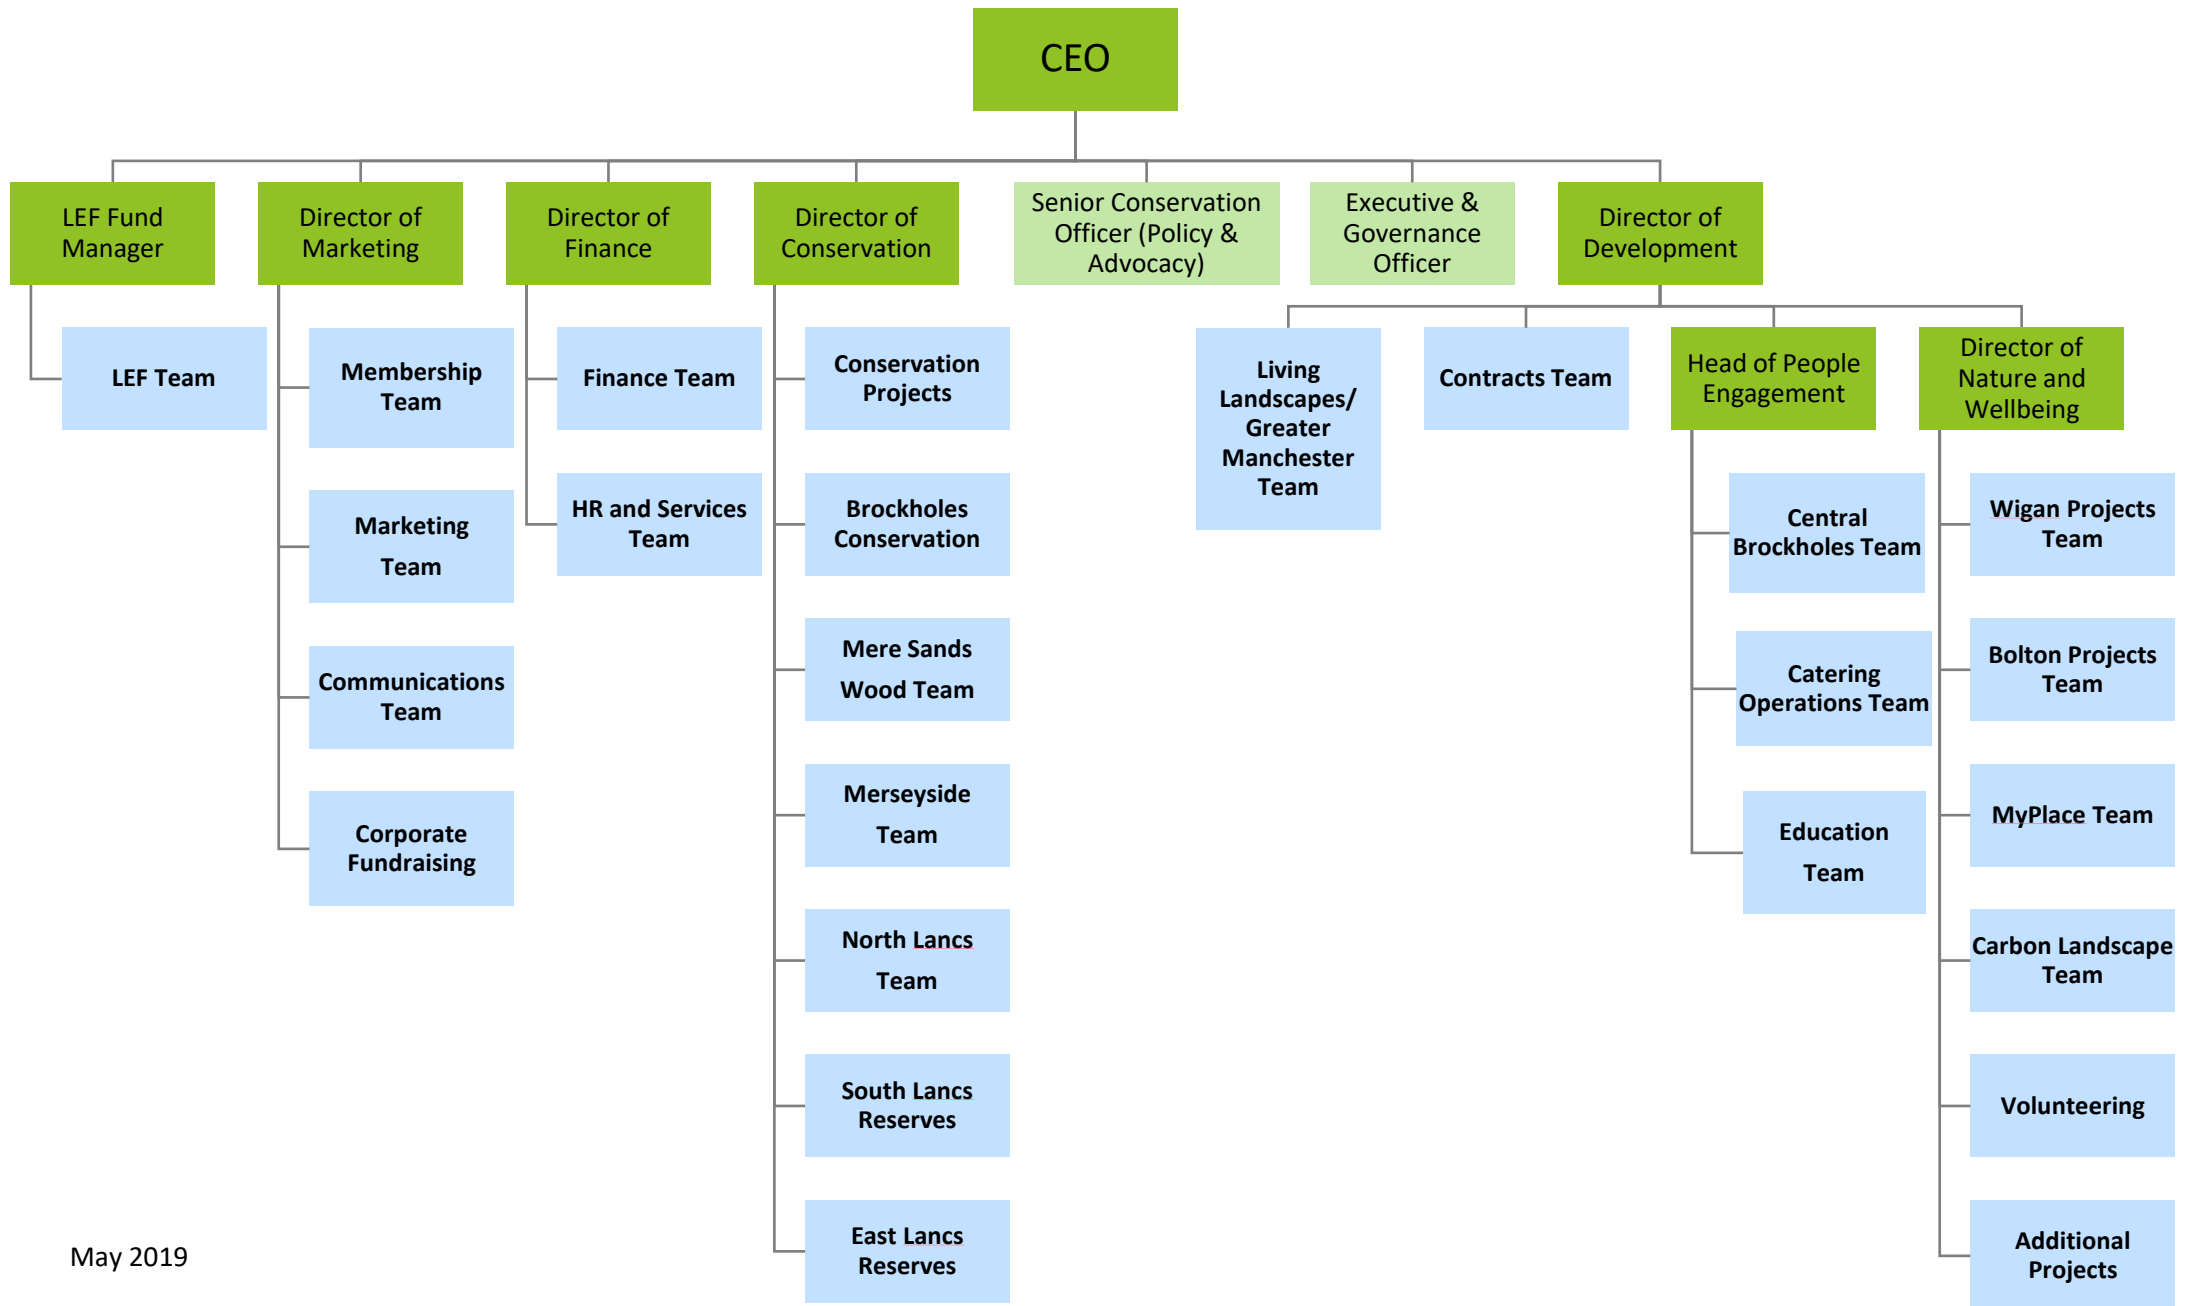 CEO
LEF Fund
Manager
Director of
Marketing
Director of
Finance
Director of
Conservation
Senior Conservation
Officer (Policy &
Advocacy)
Executive &
Governance
Officer
Director of
Development
LEF Team
Membership
Team
Marketing
Team
Communications
Team
Corporate
Fundraising
Finance Team
HR and Services
Team
Conservation
Projects
Brockholes
Conservation
Mere Sands
Wood Team
Merseyside
Team
North Lancs
Team
South Lancs
Reserves
East Lancs
Reserves
Living
Landscapes/
Greater
Manchester
Team
Contracts Team
Head of People
Engagement
Central
Brockholes Team
Catering
Operations Team
Education
Team
Director of
Nature and
Wellbeing
Wigan Projects
Team
Bolton Projects
Team
MyPlace Team
Carbon Landscape
Team
Volunteering
Additional
Projects
May 2019